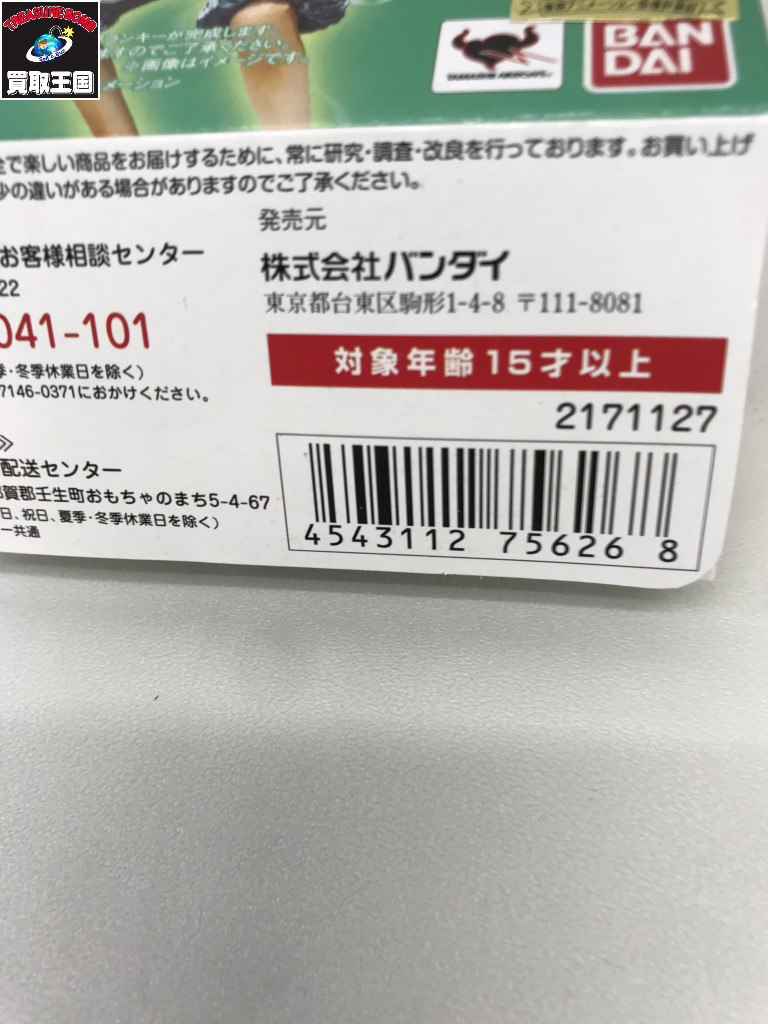 TREASURE BOMB
買取王国
ンキーが完成します。
ますのでご了承ください。
※画像はイメージです。
メーション
TAMASHII WEB
BAN
DAI
全で楽しい商品をお届けするために、常に研究・調査・改良を行っております。お買い上げ
少の違いがある場合がありますのでご了承ください。
お客様相談センター
22
041-101
季・冬季休業日を除く)
7146-0371におかけください。
≫
配送センター
賀郡壬生町おもちゃのまち5-4-67
日、祝日、夏季・冬季休業日を除く)
ー共通
発売元
株式会社バンダイ
東京都台東区駒形1-4-8 〒111-8081
対象年齢15才以上
2171127
4543112 756268